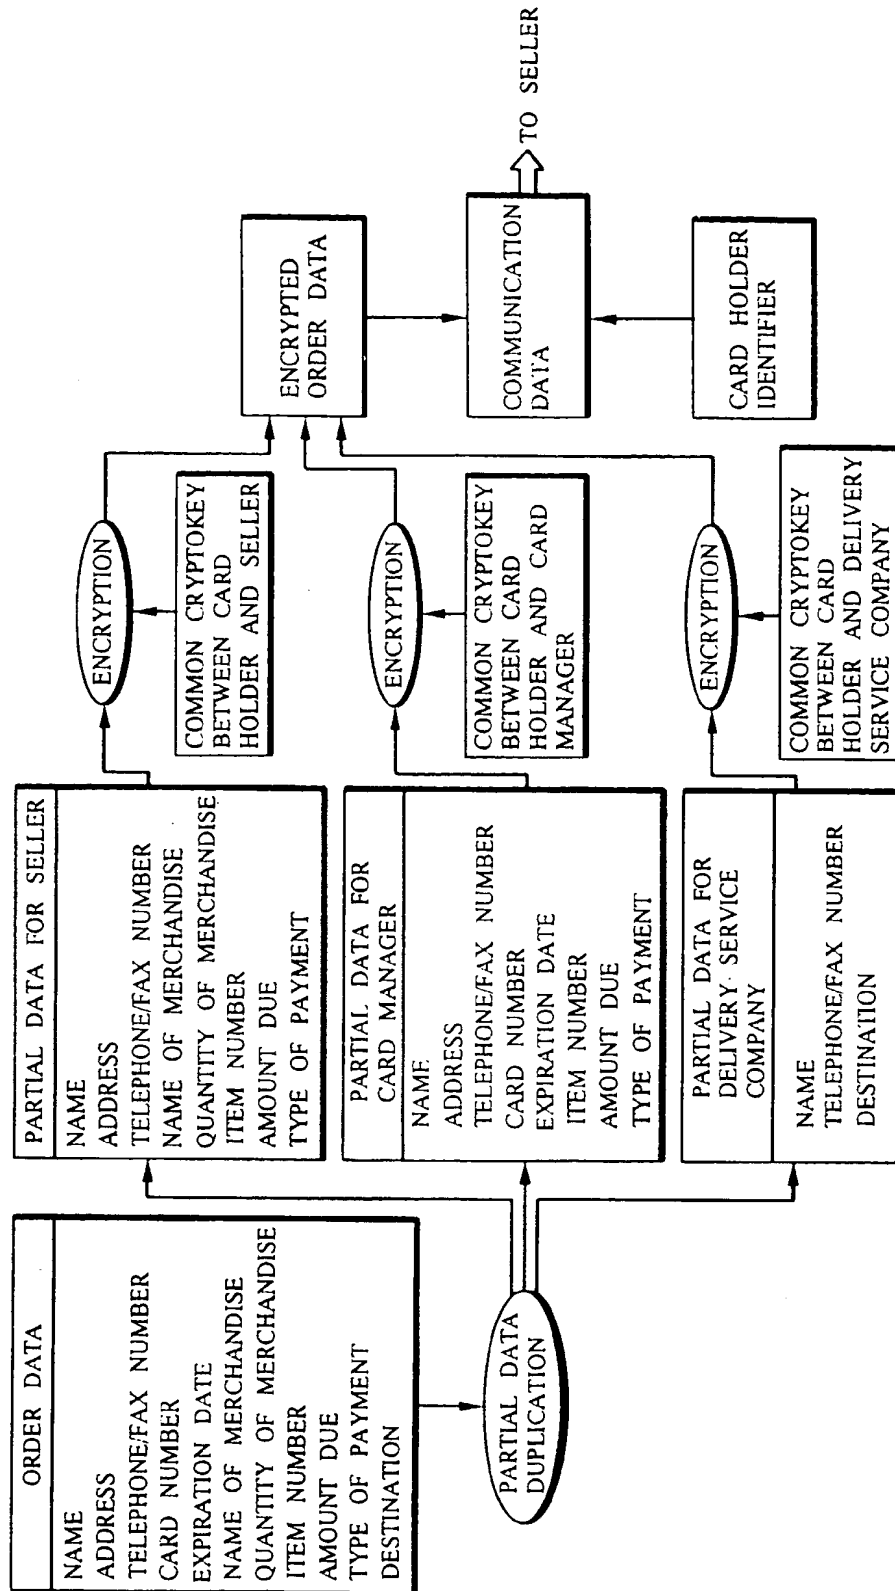 ORDER DATA
NAME
ADDRESS
TELEPHONE/FAX NUMBER
CARD NUMBER
EXPIRATION DATE
NAME OF MERCHANDISE
QUANTITY OF MERCHANDISE
ITEM NUMBER
AMOUNT DUE
TYPE OF PAYMENT
DESTINATION
PARTIAL DATA
DUPLICATION
PARTIAL DATA FOR SELLER
NAME
ADDRESS
TELEPHONE/FAX NUMBER
NAME OF MERCHANDISE
QUANTITY OF MERCHANDISE
ITEM NUMBER
AMOUNT DUE
TYPE OF PAYMENT
PARTIAL DATA FOR
CARD MANAGER
NAME
ADDRESS
TELEPHONE/FAX NUMBER
CARD NUMBER
EXPIRATION DATE
ITEM NUMBER
AMOUNT DUE
TYPE OF PAYMENT
PARTIAL DATA FOR
DELIVERY SERVICE
COMPANY
NAME
TELEPHONE/FAX NUMBER
DESTINATION
ENCRYPTION
COMMON CRYPTOKEY
BETWEEN CARD
HOLDER AND SELLER
ENCRYPTION
COMMON CRYPTOKEY
BETWEEN CARD
HOLDER AND CARD
MANAGER
ENCRYPTION
COMMON CRYPTOKEY
BETWEEN CARD
HOLDER AND DELIVERY
SERVICE COMPANY
ENCRYPTED
ORDER DATA
COMMUNICATION
DATA
CARD HOLDER
IDENTIFIER
TO SELLER